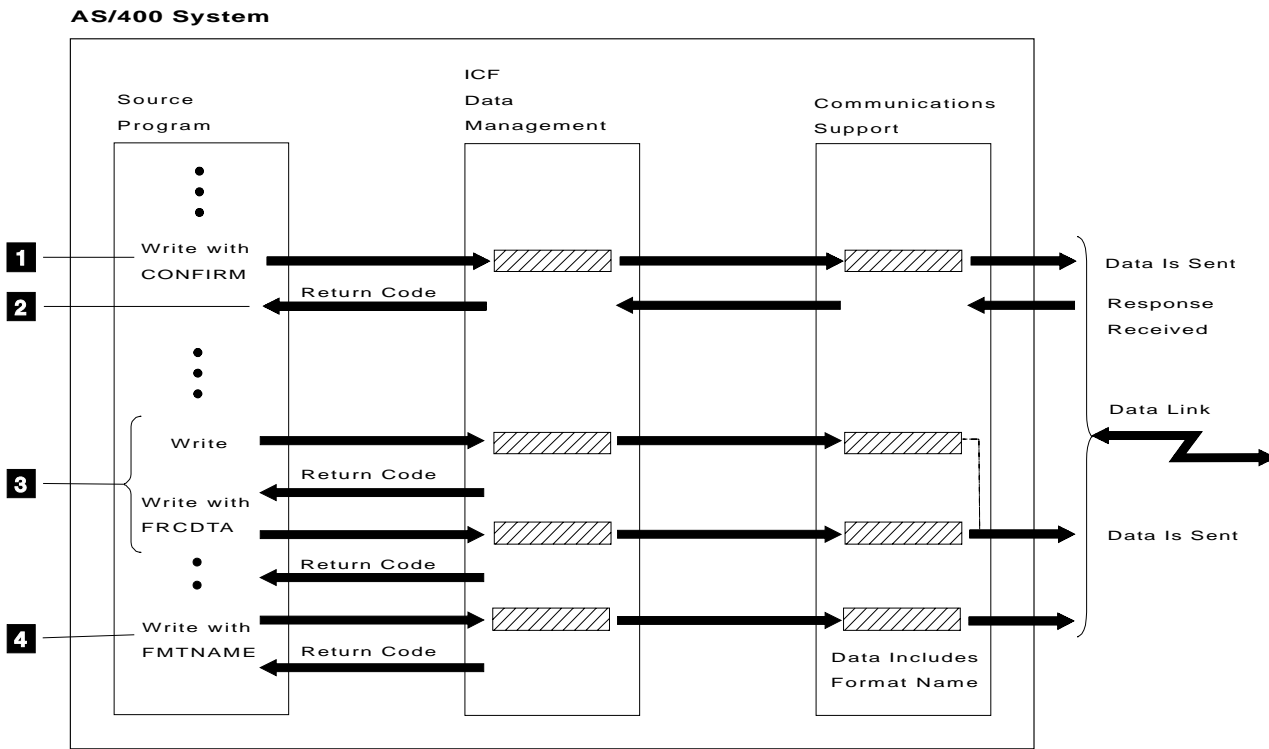 AS/400 System
Source
Program
ICF
Data
Management
Communications
Support
1
Write with
CONFIRM
Data Is Sent
2
Return Code
Response
Received
Data Link
3
Write
Return Code
Write with
FRCDTA
Data Is Sent
Return Code
4
Write with
FMTNAME
Return Code
Data Includes
Format Name